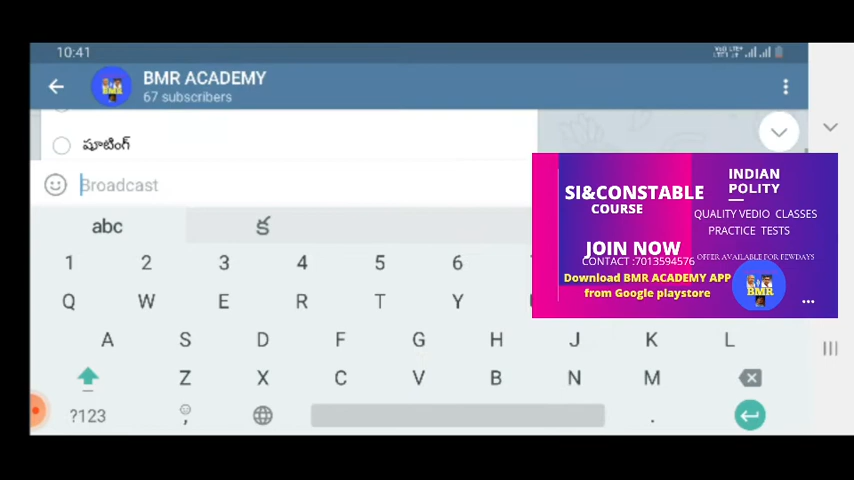 10:41
BMR ACADEMY
67 subscribers
షూటింగ్
Broadcast
abc క
1 2 3 4 5 6
Q W E R T Y
A S D F G H J K L
Z X C V B N M
?123 , .
SI&CONSTABLE
COURSE
JOIN NOW
CONTACT :7013594576
Download BMR ACADEMY APP
from Google playstore
INDIAN
POLITY
QUALITY VEDIO CLASSES
PRACTICE TESTS
OFFER AVAILABLE FOR FEWDAYS
BMR